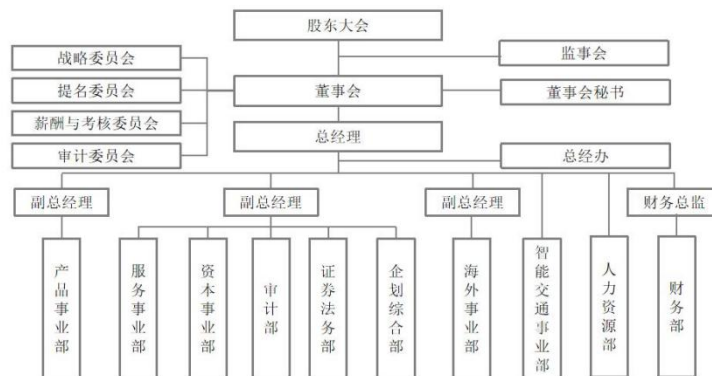 股东大会
监事会
战略委员会
提名委员会
董事会
董事会秘书
薪酬与考核委员会
总经理
审计委员会
总经办
副总经理
副总经理
副总经理
财务总监
产品事业部
服务事业部
资本事业部
审计部
证券法务部
企划综合部
海外事业部
智能交通事业部
人力资源部
财务部